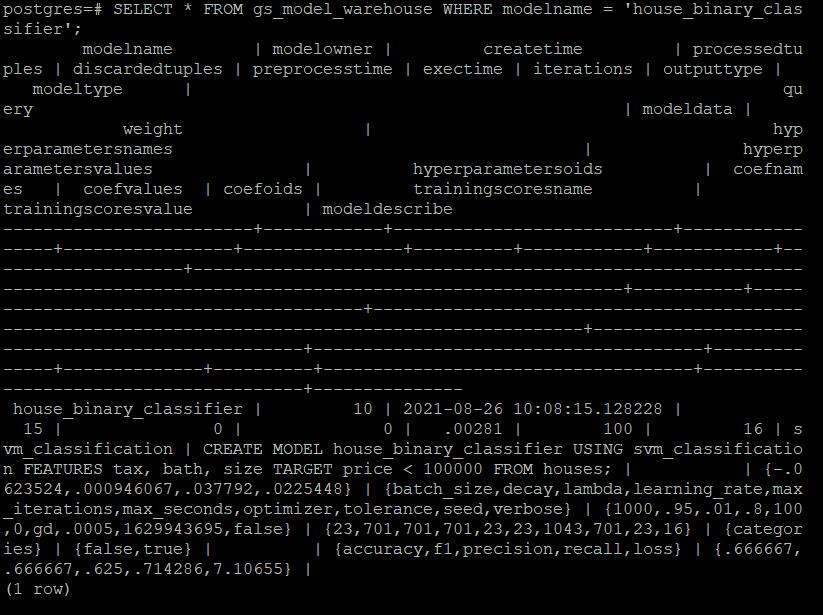 postgres=# SELECT * FROM gs_model_warehouse WHERE modelname = 'house_binary_clas
sifier';
        modelname        | modelowner |         createtime         | processedtu
ples | discardedtuples | preprocesstime | exectime | iterations | outputtype |
   modeltype      |                                                           qu
ery                                                           | modeldata |
            weight                  |                                        hyp
erparametersnames                                         |               hyperp
arametersvalues               |          hyperparametersoids          | coefnam
es   |  coefvalues  | coefoids |         trainingscoresname          |
trainingscoresvalue           | modeldescribe
-------------------------+------------+----------------------------+------------
-----+-----------------+----------------+----------+------------+------------+--
------------------+-------------------------------------------------------------
--------------------------------------------------------------+-----------+-----
------------------------------------+-------------------------------------------
----------------------------------------------------------+---------------------
------------------------------+---------------------------------------+---------
-----+--------------+----------+-------------------------------------+----------
------------------------------+---------------
 house_binary_classifier |         10 | 2021-08-26 10:08:15.128228 |
  15 |               0 |              0 |   .00281 |        100 |         16 | s
vm_classification | CREATE MODEL house_binary_classifier USING svm_classificatio
n FEATURES tax, bath, size TARGET price < 100000 FROM houses; |           | {-.0
623524,.000946067,.037792,.0225448} | {batch_size,decay,lambda,learning_rate,max
_iterations,max_seconds,optimizer,tolerance,seed,verbose} | {1000,.95,.01,.8,100
,0,gd,.0005,1629943695,false} | {23,701,701,701,23,23,1043,701,23,16} | {categor
ies} | {false,true} |          | {accuracy,f1,precision,recall,loss} | {.666667,
.666667,.625,.714286,7.10655} |
(1 row)